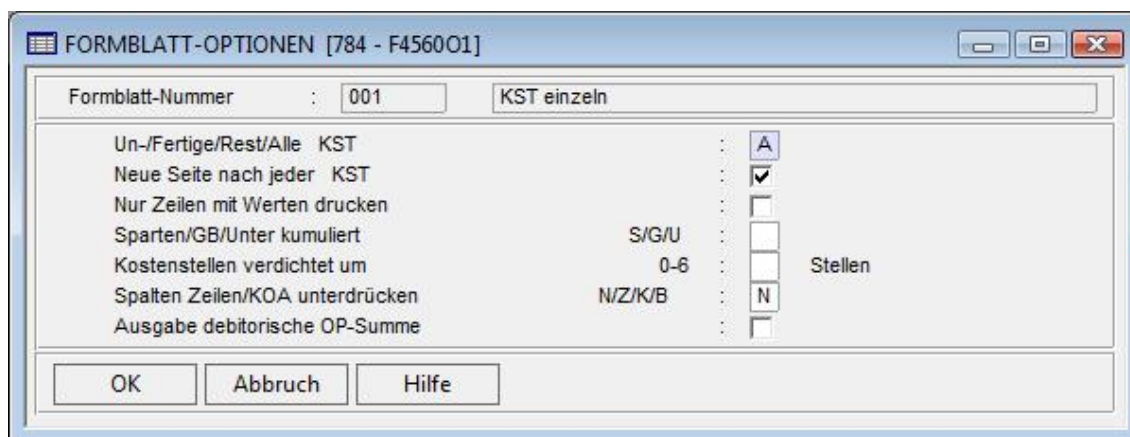 FORMBLATT-OPTIONEN [784 - F4560O1]
Formblatt-Nummer : 001 KST einzeln
Un-/Fertige/Rest/Alle KST : A
Neue Seite nach jeder KST :
Nur Zeilen mit Werten drucken :
Sparten/GB/Unter kumuliert S/G/U :
Kostenstellen verdichtet um 0-6 : Stellen
Spalten Zeilen/KOA unterdrücken N/Z/K/B : N
Ausgabe debitorische OP-Summe :
OK Abbruch Hilfe